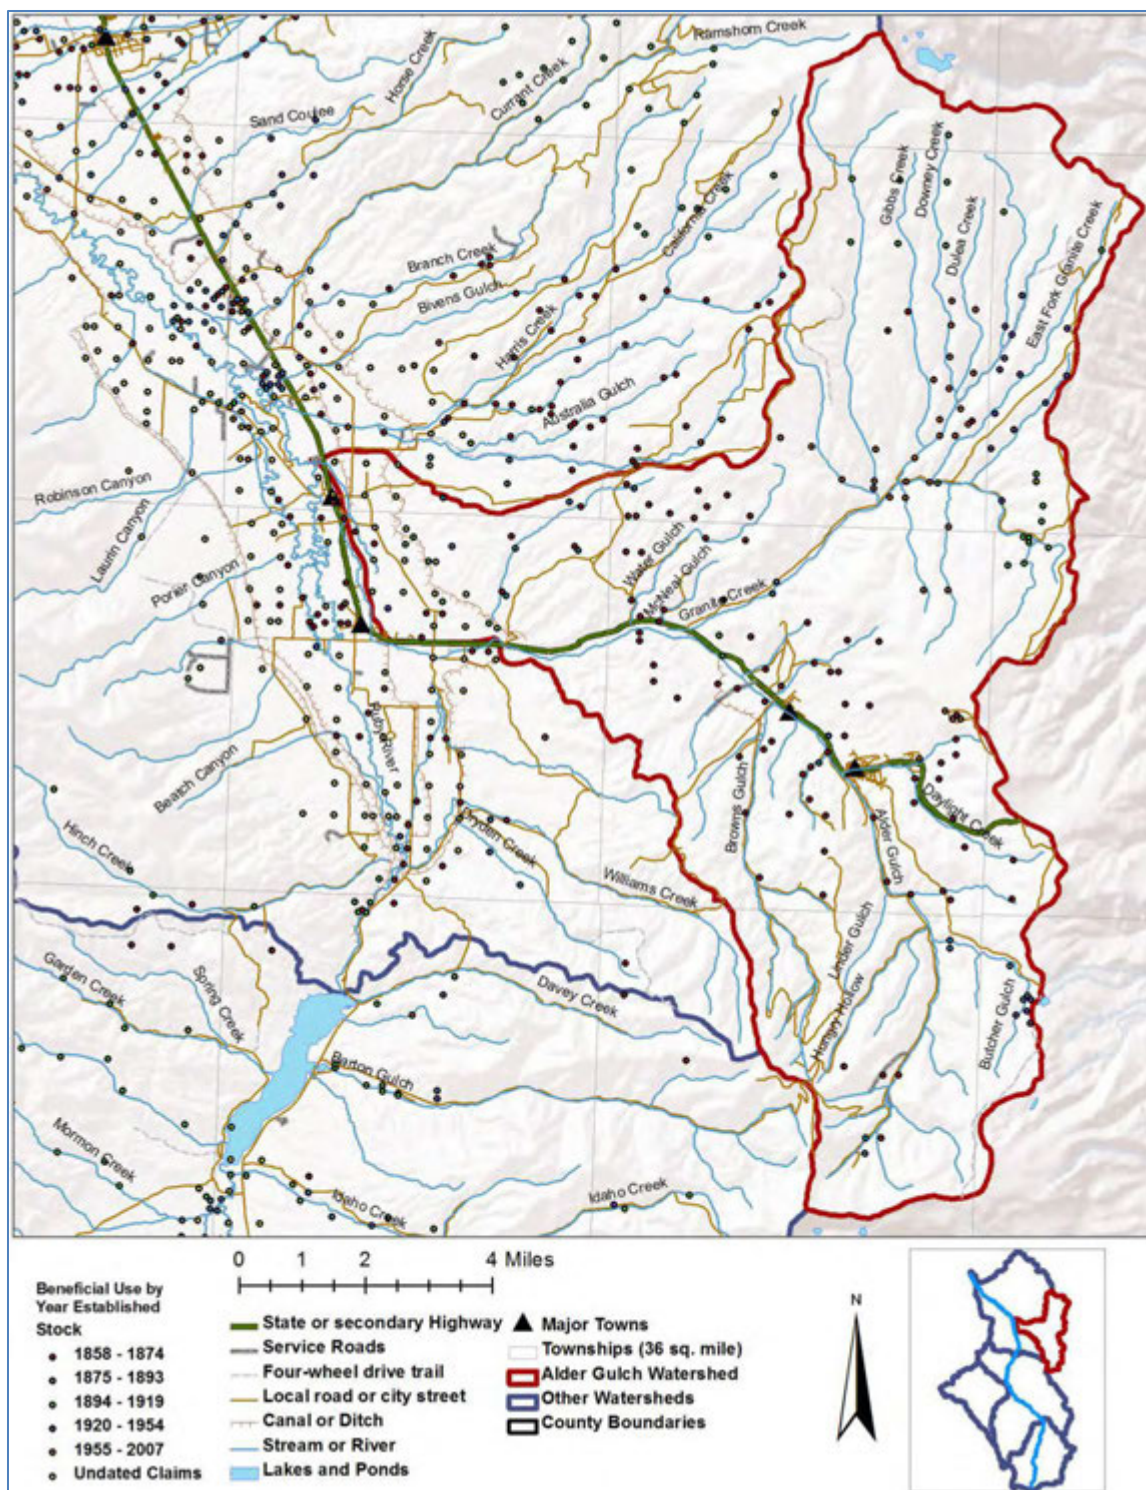 Ramshorn Creek
Horse Creek
Currant Creek
Sand Coulee
Gibbs Creek
Downey Creek
Dulea Creek
California Creek
East Fork Granite Creek
Branch Creek
Bivens Gulch
Harris Creek
Australia Gulch
Robinson Canyon
Laurin Canyon
Porier Canyon
Water Gulch
McNeal Gulch
Granite Creek
Ruby River
Beatch Canyon
Browns Gulch
Daylight Creek
Alder Gulch
Hinch Creek
Dryden Creek
Williams Creek
Linder Gulch
Garden Creek
Spring Creek
Davey Creek
Hungry Hollow
Butcher Gulch
Barton Gulch
Mormon Creek
Idaho Creek
Idaho Creek
0 1 2 4 Miles
Beneficial Use by
Year Established
Stock
1858 - 1874
1875 - 1893
1894 - 1919
1920 - 1954
1955 - 2007
Undated Claims
State or secondary Highway
Service Roads
Four-wheel drive trail
Local road or city street
Canal or Ditch
Stream or River
Lakes and Ponds
Major Towns
Townships (36 sq. mile)
Alder Gulch Watershed
Other Watersheds
County Boundaries
N